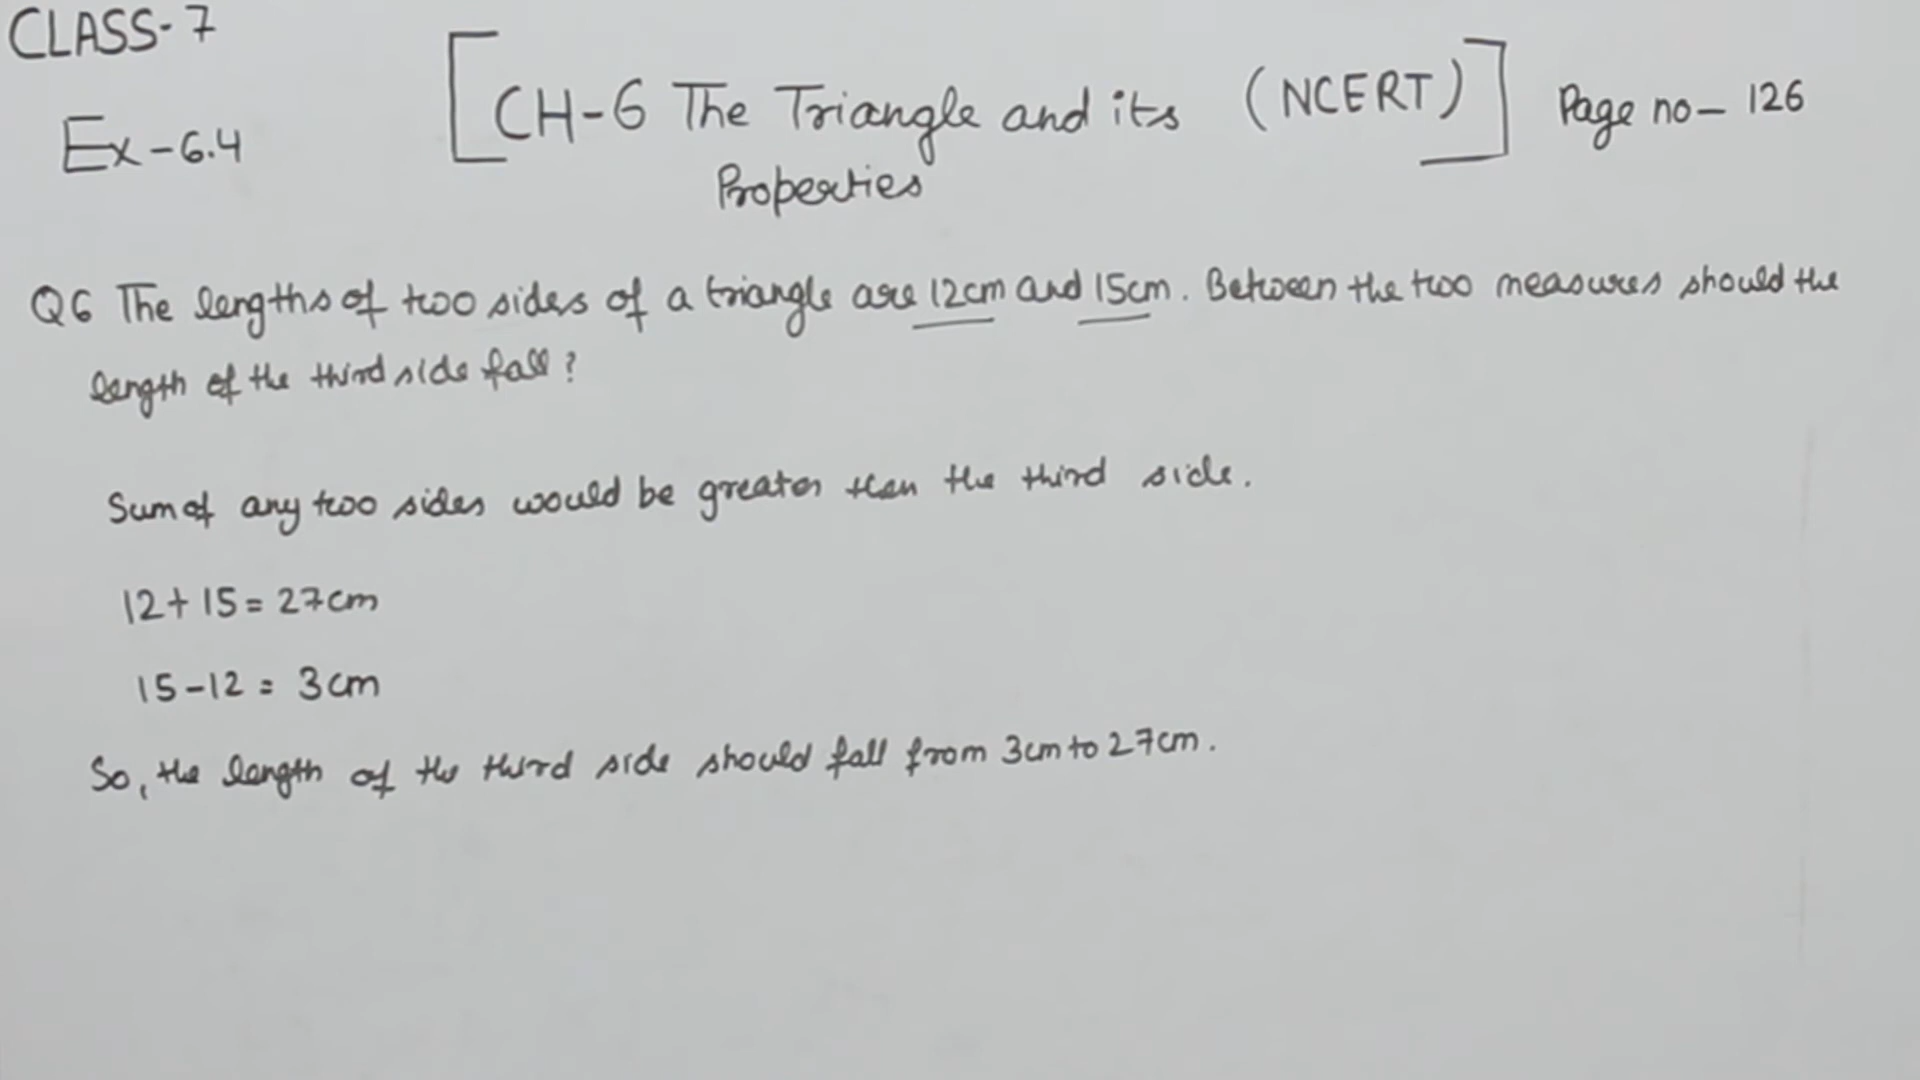 CLASS-7
Ex-6.4
[CH-6 The Triangle and its (NCERT)] Page no- 126
Properties
Q6 The lengths of two sides of a triangle are 12cm and 15cm. Between the two measures should the
length of the third side fall?
Sum of any two sides would be greater than the third side.
12+15=27cm
15-12= 3cm
So, the length of the third side should fall from 3cm to 27cm.